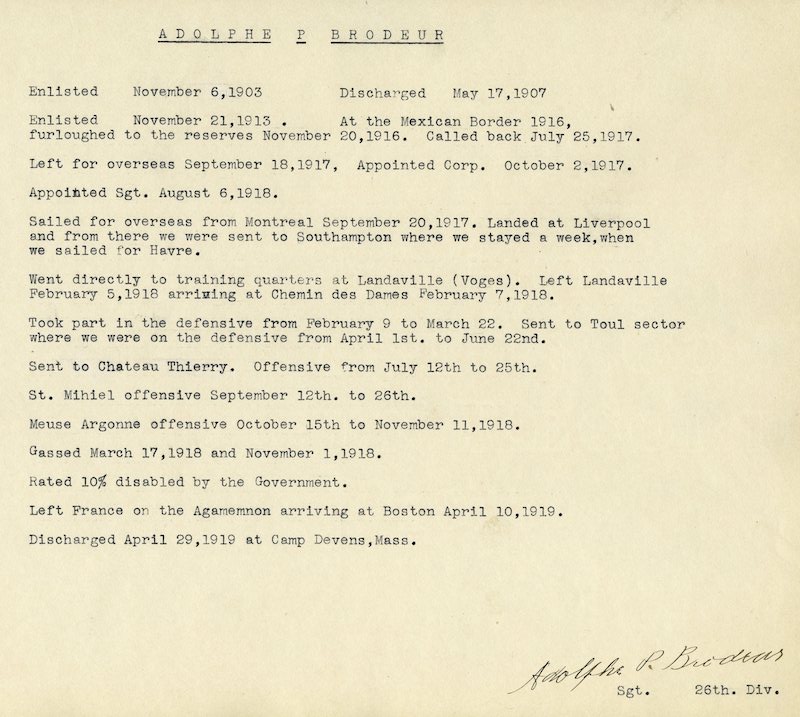 ADOLPHE P BRODEUR
Enlisted November 6,1903 Discharged May 17,1907
Enlisted November 21,1913 . At the Mexican Border 1916,
furloughed to the reserves November 20,1916. Called back July 25,1917.
Left for overseas September 18,1917, Appointed Corp. October 2,1917.
Appointed Sgt. August 6,1918.
Sailed for overseas from Montreal September 20,1917. Landed at Liverpool
and from there we were sent to Southampton where we stayed a week,when
we sailed for Havre.
Went directly to training quarters at Landaville (Voges). Left Landaville
February 5,1918 arriving at Chemin des Dames February 7,1918.
Took part in the defensive from February 9 to March 22. Sent to Toul sector
where we were on the defensive from April 1st. to June 22nd.
Sent to Chateau Thierry. Offensive from July 12th to 25th.
St. Mihiel offensive September 12th. to 26th.
Meuse Argonne offensive October 15th to November 11,1918.
Gassed March 17,1918 and November 1,1918.
Rated 10% disabled by the Government.
Left France on the Agamemnon arriving at Boston April 10,1919.
Discharged April 29,1919 at Camp Devens,Mass.
Adolphe P. Brodeur
Sgt. 26th. Div.